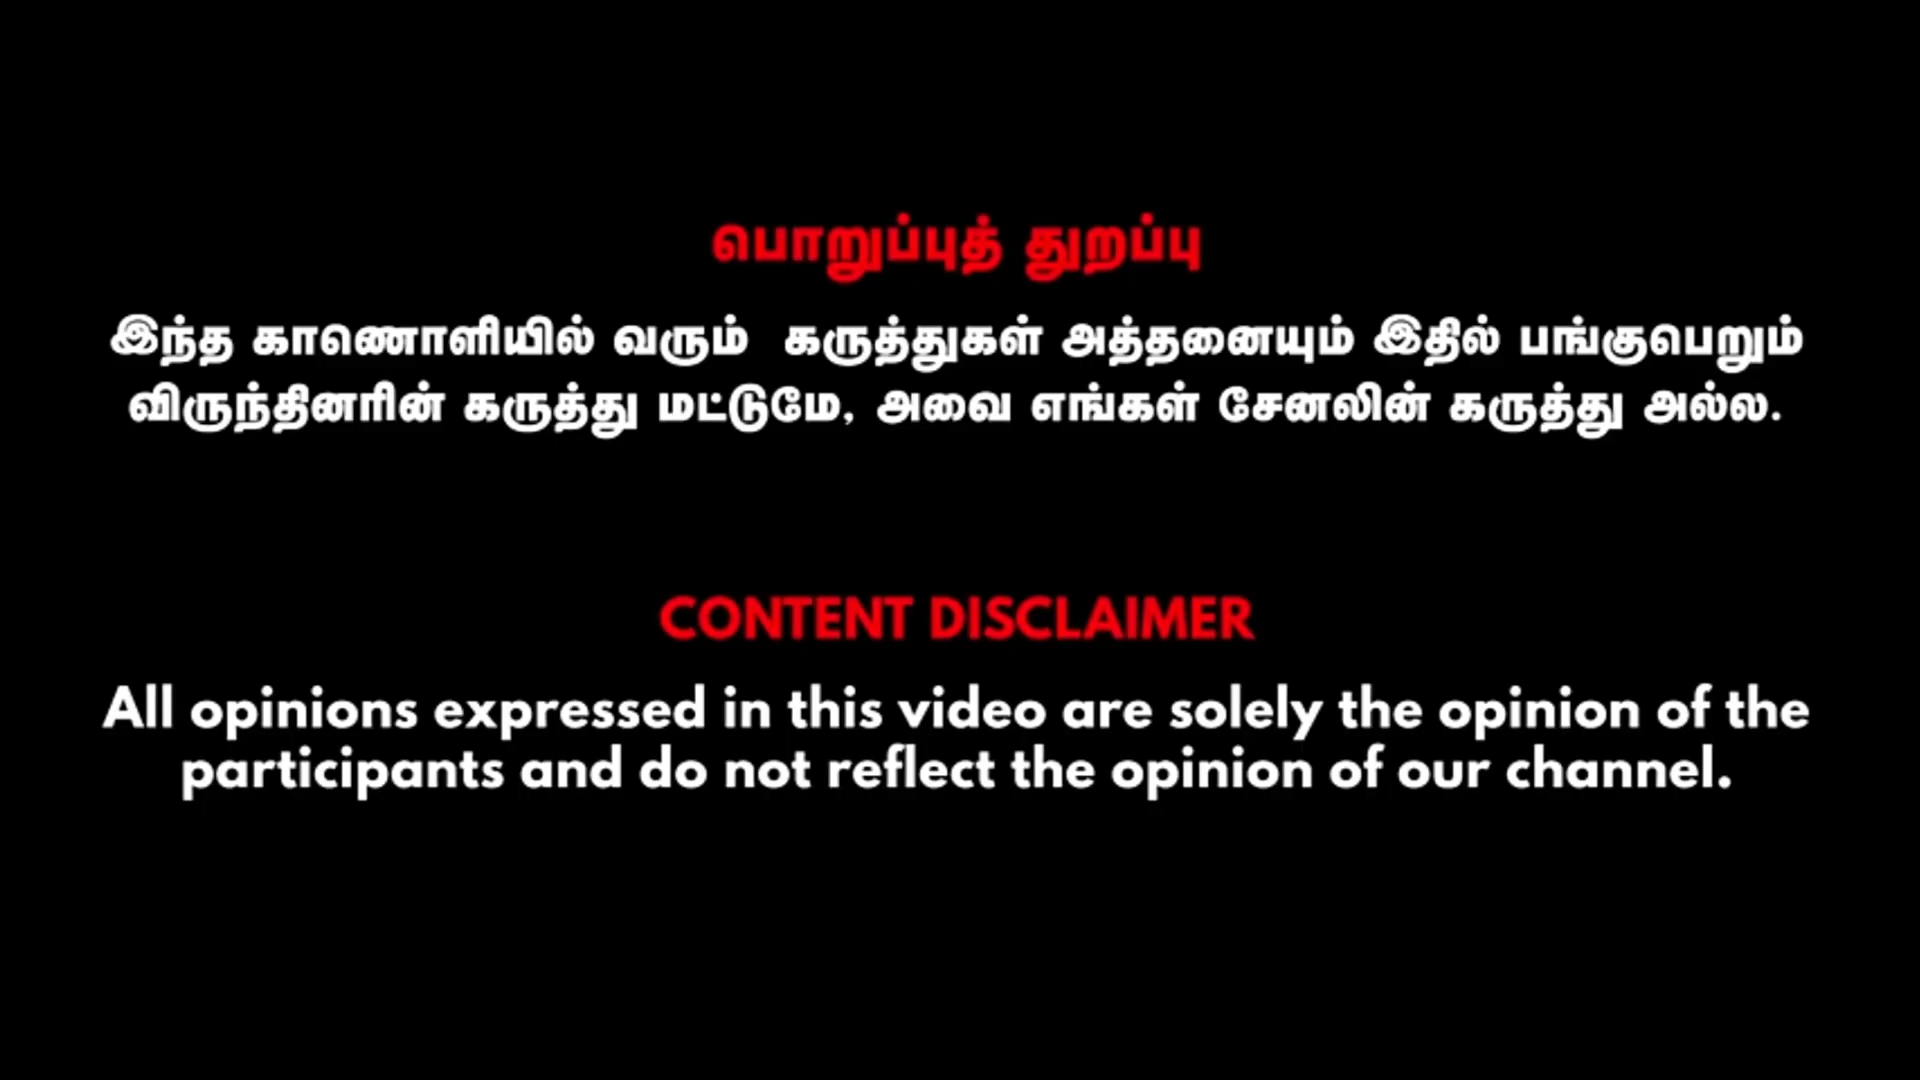 பொறுப்புத் துறப்பு
இந்த காணொளியில் வரும் கருத்துகள் அத்தனையும் இதில் பங்குபெறும்
விருந்தினரின் கருத்து மட்டுமே, அவை எங்கள் சேனலின் கருத்து அல்ல.
CONTENT DISCLAIMER
All opinions expressed in this video are solely the opinion of the
participants and do not reflect the opinion of our channel.